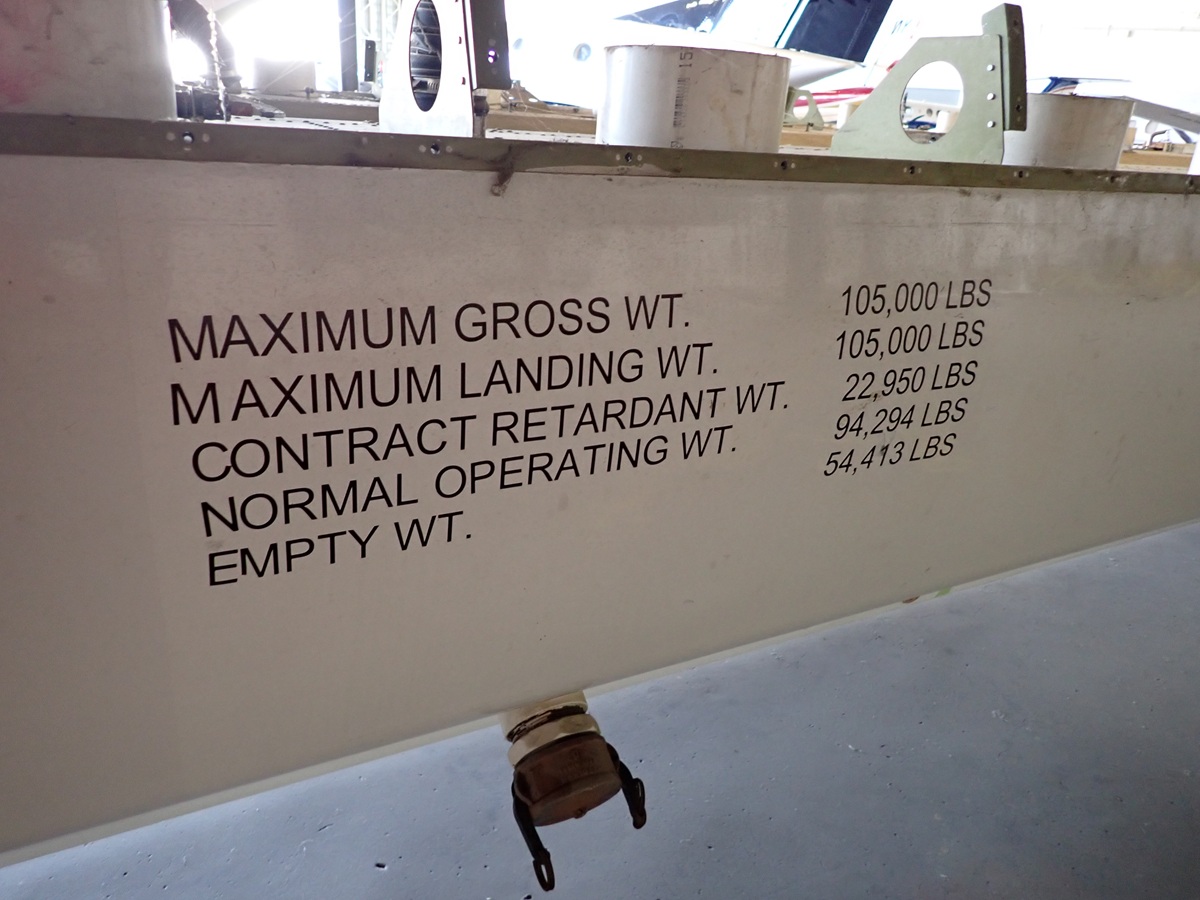 MAXIMUM GROSS WT. 105,000 LBS
MAXIMUM LANDING WT. 105,000 LBS
CONTRACT RETARDANT WT. 22,950 LBS
NORMAL OPERATING WT. 94,294 LBS
EMPTY WT. 54,413 LBS